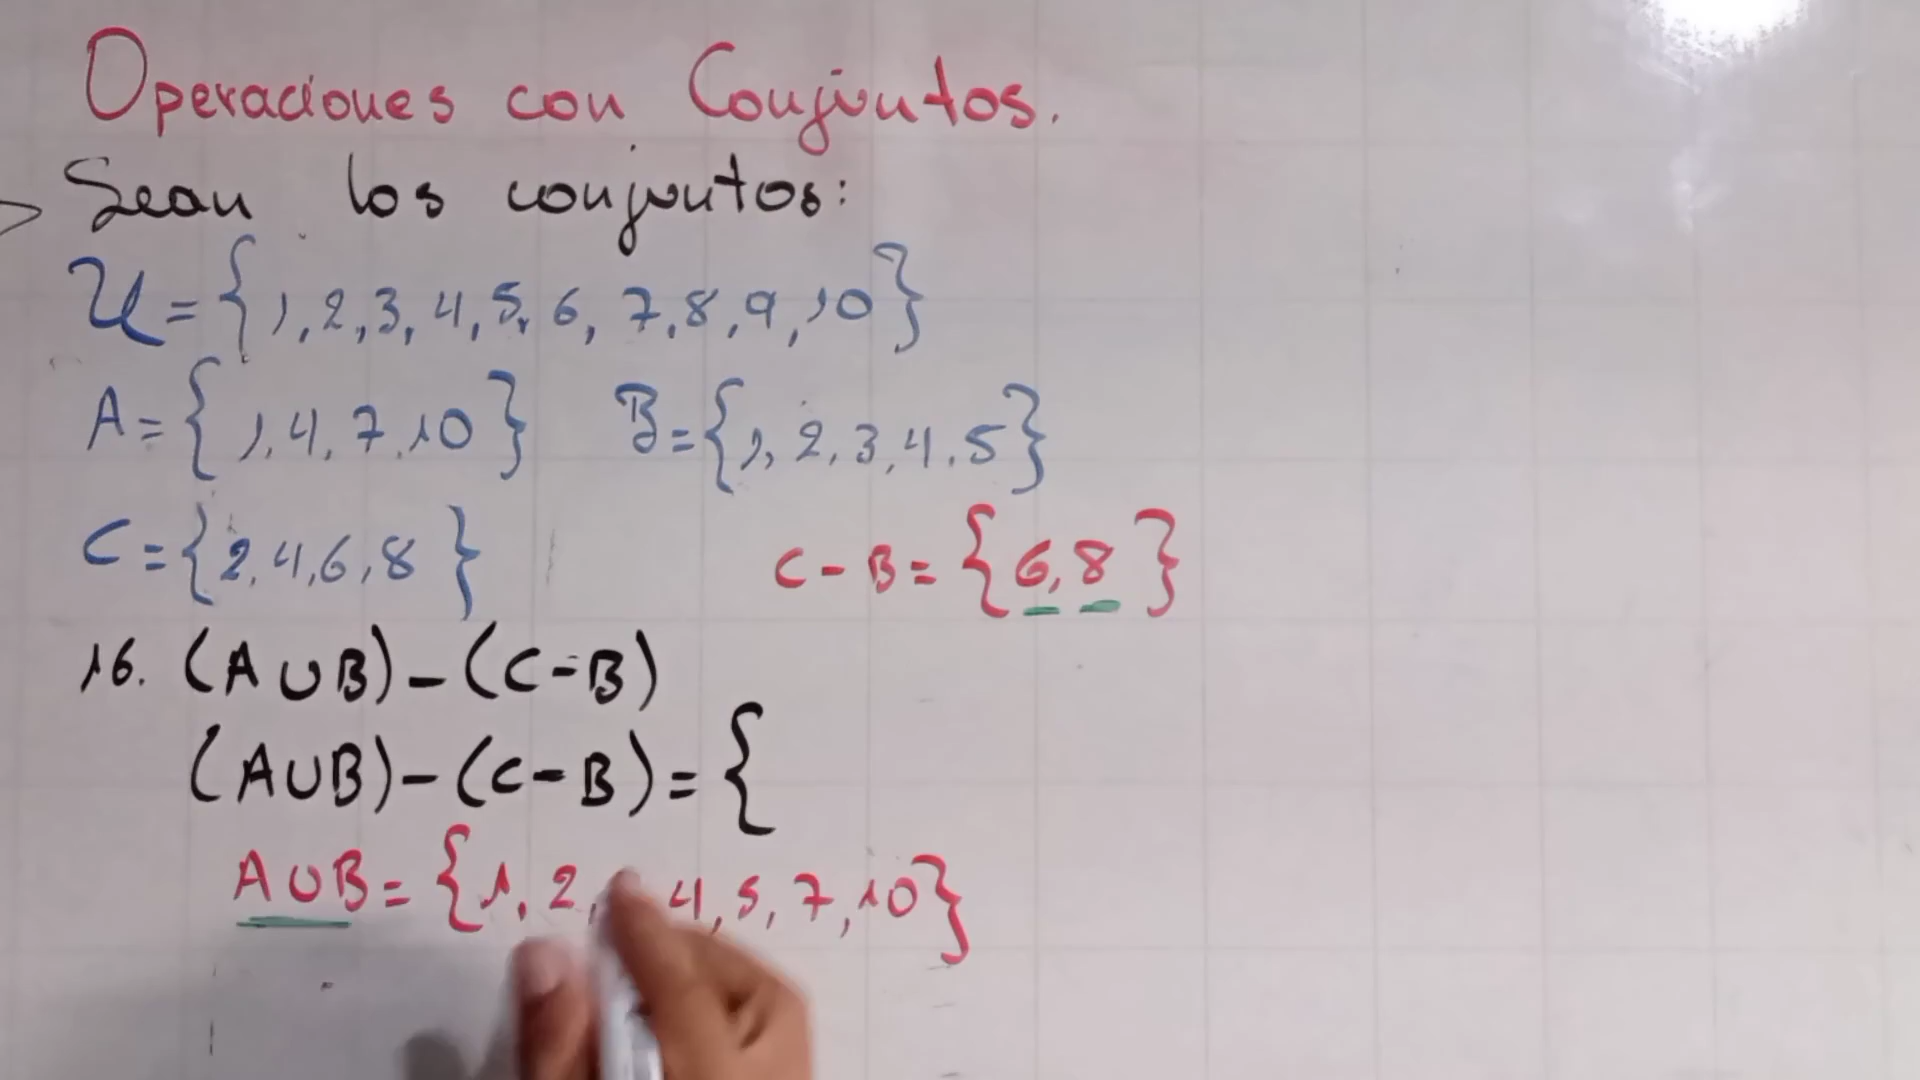 Operaciones con Conjuntos.
> Sean los conjuntos:
U = { 1, 2, 3, 4, 5, 6, 7, 8, 9, 10 }
A = { 1, 4, 7, 10 } B = { 1, 2, 3, 4, 5 }
C = { 2, 4, 6, 8 } C - B = { 6, 8 }
16. (A ∪ B) - (C - B)
(A ∪ B) - (C - B) = {
A ∪ B = { 1, 2, 4, 5, 7, 10 }